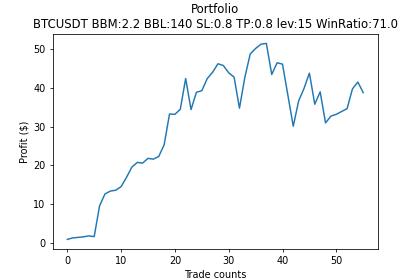 Portfolio
BTCUSDT BBM:2.2 BBL:140 SL:0.8 TP:0.8 lev:15 WinRatio:71.0
50
40
30
20
10
0
Profit ($)
0 10 20 30 40 50
Trade counts